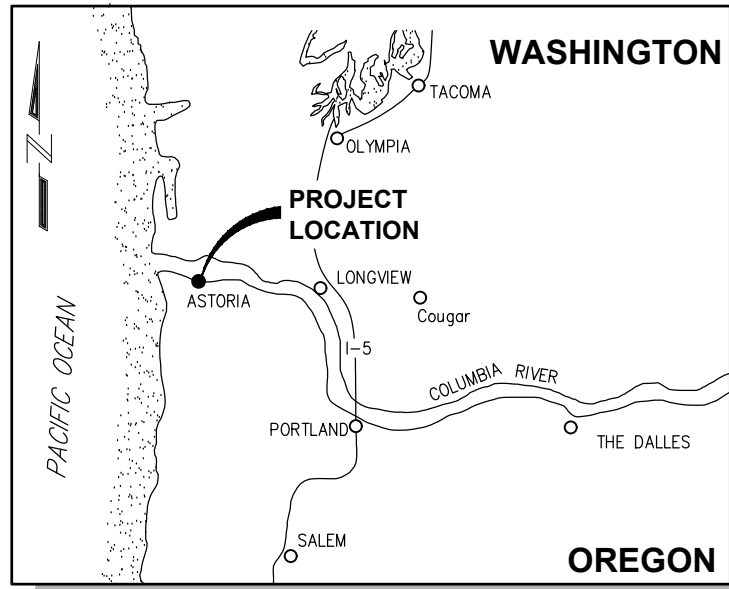 WASHINGTON
TACOMA
OLYMPIA
N
PROJECT
LOCATION
LONGVIEW
ASTORIA
Cougar
I-5
PACIFIC OCEAN
COLUMBIA RIVER
PORTLAND
THE DALLES
SALEM
OREGON